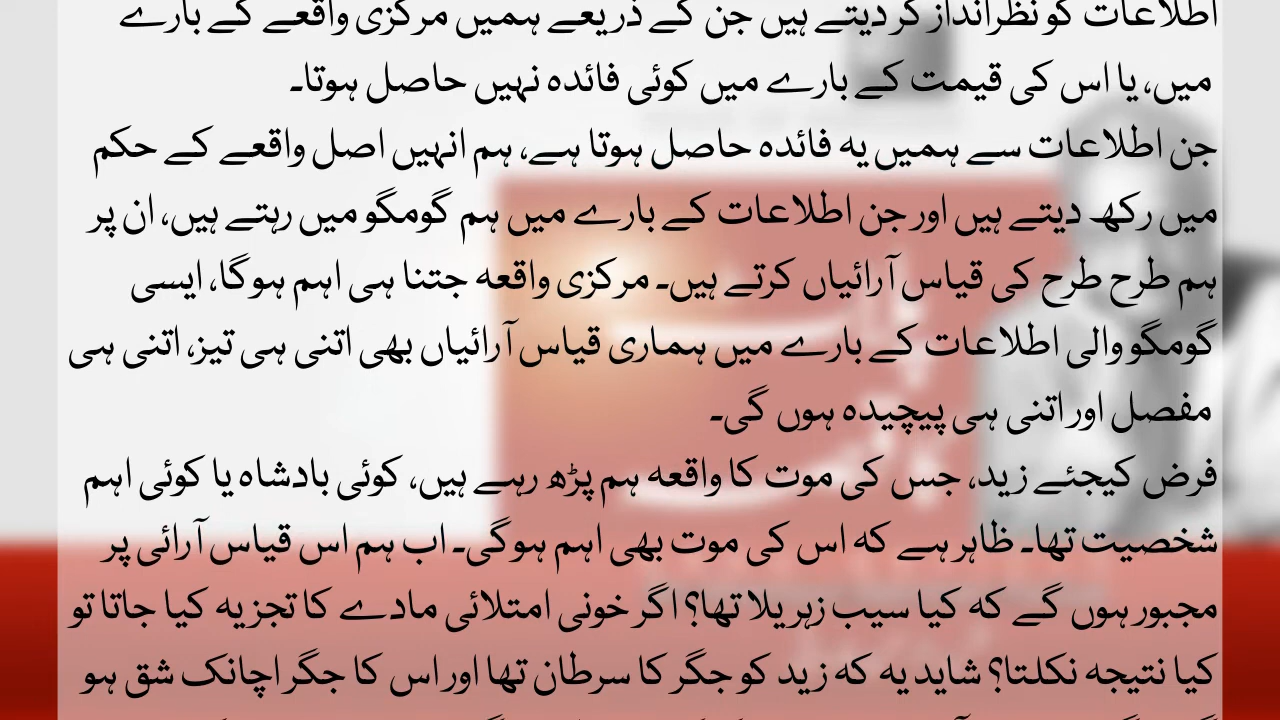 اطلاعات کو نظرانداز کر دیتے ہیں جن کے ذریعے ہمیں مرکزی واقعے کے بارے
میں، یا اس کی قیمت کے بارے میں کوئی فائدہ نہیں حاصل ہوتا۔
جن اطلاعات سے ہمیں یہ فائدہ حاصل ہوتا ہے، ہم انہیں اصل واقعے کے حکم
میں رکھ دیتے ہیں اور جن اطلاعات کے بارے میں ہم گومگو میں رہتے ہیں، ان پر
ہم طرح طرح کی قیاس آرائیاں کرتے ہیں۔ مرکزی واقعہ جتنا ہی اہم ہوگا، ایسی
گومگو والی اطلاعات کے بارے میں ہماری قیاس آرائیاں بھی اتنی ہی تیز، اتنی ہی
مفصل اور اتنی ہی پیچیدہ ہوں گی۔
فرض کیجئے زید، جس کی موت کا واقعہ ہم پڑھ رہے ہیں، کوئی بادشاہ یا کوئی اہم
شخصیت تھا۔ ظاہر ہے کہ اس کی موت بھی اہم ہوگی۔ اب ہم اس قیاس آرائی پر
مجبور ہوں گے کہ کیا سیب زہریلا تھا؟ اگر خونی امتلائی مادے کا تجزیہ کیا جاتا تو
کیا نتیجہ نکلتا؟ شاید یہ کہ زید کو جگر کا سرطان تھا اور اس کا جگر اچانک شق ہو